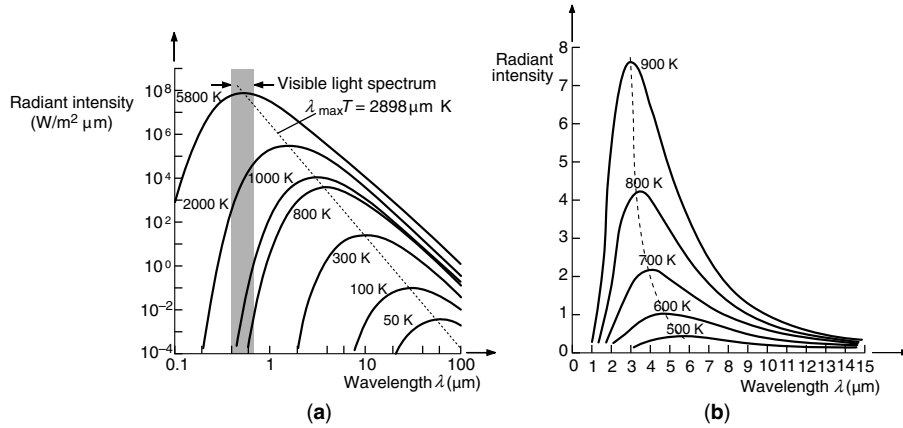 Radiant intensity
(W/m² μm)
10⁸
10⁶
10⁴
10²
10⁰
10⁻²
10⁻⁴
5800 K
Visible light spectrum
λmaxT = 2898 μm K
2000 K
1000 K
800 K
300 K
100 K
50 K
0.1
1
10
100
Wavelength λ (μm)
(a)
Radiant
intensity
8
7
6
5
4
3
2
1
0
900 K
800 K
700 K
600 K
500 K
0 1 2 3 4 5 6 7 8 9 10 11 12 13 14 15
Wavelength λ (μm)
(b)